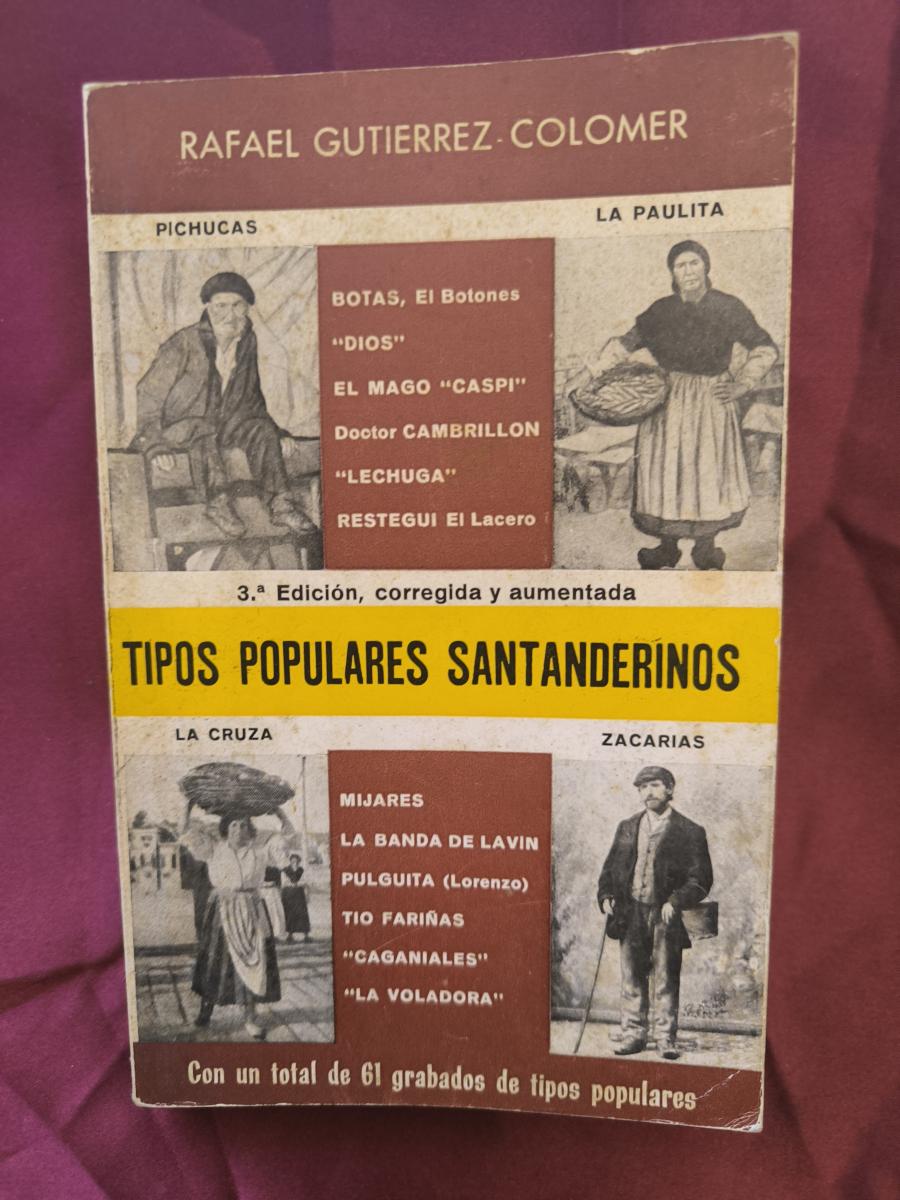 RAFAEL GUTIERREZ-COLOMER
PICHUCAS
LA PAULITA
BOTAS, El Botones
"DIOS"
EL MAGO "CASPI"
Doctor CAMBRILLON
"LECHUGA"
RESTEGUI El Lacero
3.ª Edición, corregida y aumentada
TIPOS POPULARES SANTANDERINOS
LA CRUZA
ZACARIAS
MIJARES
LA BANDA DE LAVIN
PULGUITA (Lorenzo)
TIO FARIÑAS
"CAGANIALES"
"LA VOLADORA"
Con un total de 61 grabados de tipos populares